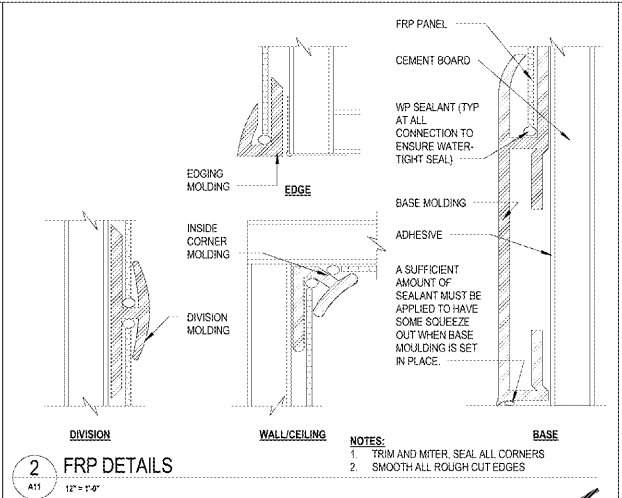 FRP PANEL
CEMENT BOARD
WP SEALANT (TYP
AT ALL
CONNECTION TO
ENSURE WATER-
TIGHT SEAL)
EDGING
MOLDING
EDGE
BASE MOLDING
INSIDE
CORNER
MOLDING
ADHESIVE
A SUFFICIENT
AMOUNT OF
SEALANT MUST BE
APPLIED TO HAVE
SOME SQUEEZE
OUT WHEN BASE
MOULDING IS SET
IN PLACE.
DIVISION
MOLDING
DIVISION
WALL/CEILING
BASE
NOTES:
1. TRIM AND MITER, SEAL ALL CORNERS
2. SMOOTH ALL ROUGH CUT EDGES
2
A11
FRP DETAILS
12" = 1'-0"